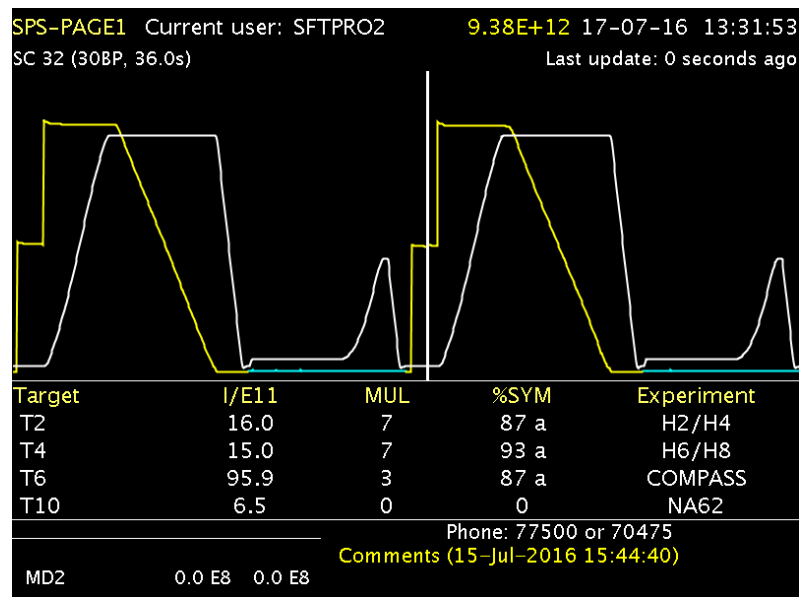 SPS-PAGE1 Current user: SFTPRO2 9.38E+12 17-07-16 13:31:53
SC 32 (30BP, 36.0s) Last update: 0 seconds ago
Target I/E11 MUL %SYM Experiment
T2 16.0 7 87 a H2/H4
T4 15.0 7 93 a H6/H8
T6 95.9 3 87 a COMPASS
T10 6.5 0 0 NA62
Phone: 77500 or 70475
Comments (15-Jul-2016 15:44:40)
MD2 0.0 E8 0.0 E8